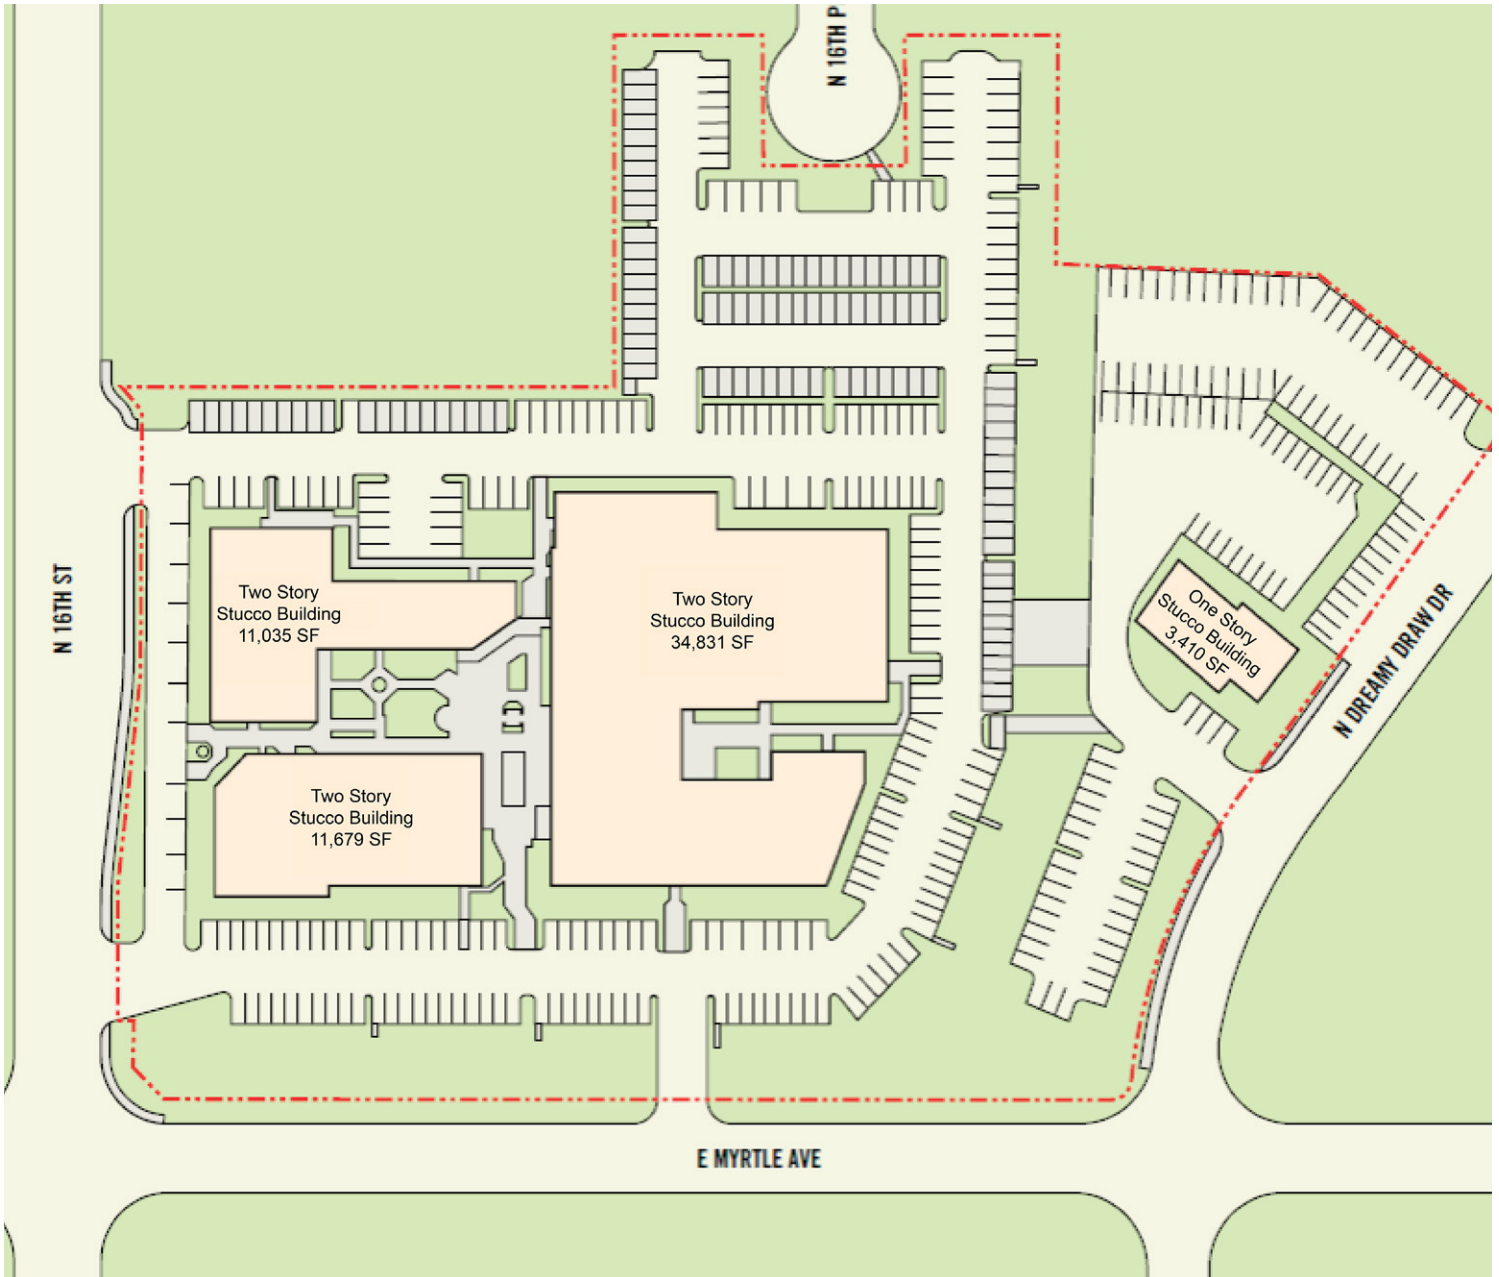 N 16TH P
N 16TH ST
Two Story
Stucco Building
11,035 SF
Two Story
Stucco Building
34,831 SF
One Story
Stucco Building
3,410 SF
N DREAMY DRAW DR
Two Story
Stucco Building
11,679 SF
E MYRTLE AVE